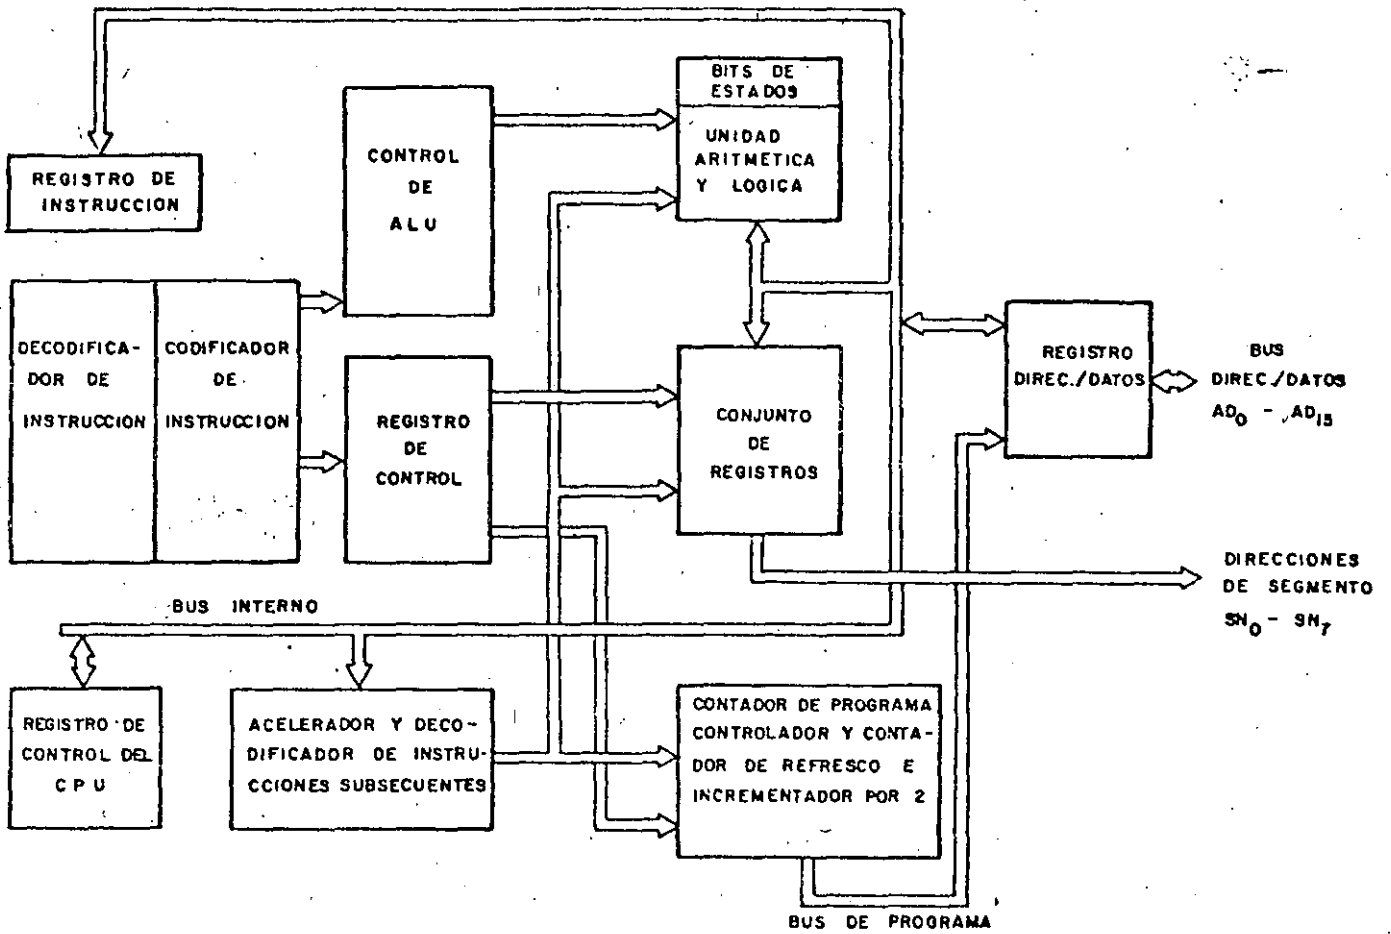 BITS DE
ESTADOS
UNIDAD
ARITMETICA
Y LOGICA
CONTROL
DE
ALU
REGISTRO DE
INSTRUCCION
DECODIFICA-
DOR DE
INSTRUCCION
CODIFICADOR
DE
INSTRUCCION
REGISTRO
DE
CONTROL
CONJUNTO
DE
REGISTROS
REGISTRO
DIREC./DATOS
BUS
DIREC./DATOS
AD0 - AD15
DIRECCIONES
DE SEGMENTO
SN0 - SN7
BUS INTERNO
REGISTRO DE
CONTROL DEL
CPU
ACELERADOR Y DECO-
DIFICADOR DE INSTRU-
CCIONES SUBSECUENTES
CONTADOR DE PROGRAMA
CONTROLADOR Y CONTA-
DOR DE REFRESCO E
INCREMENTADOR POR 2
BUS DE PROGRAMA